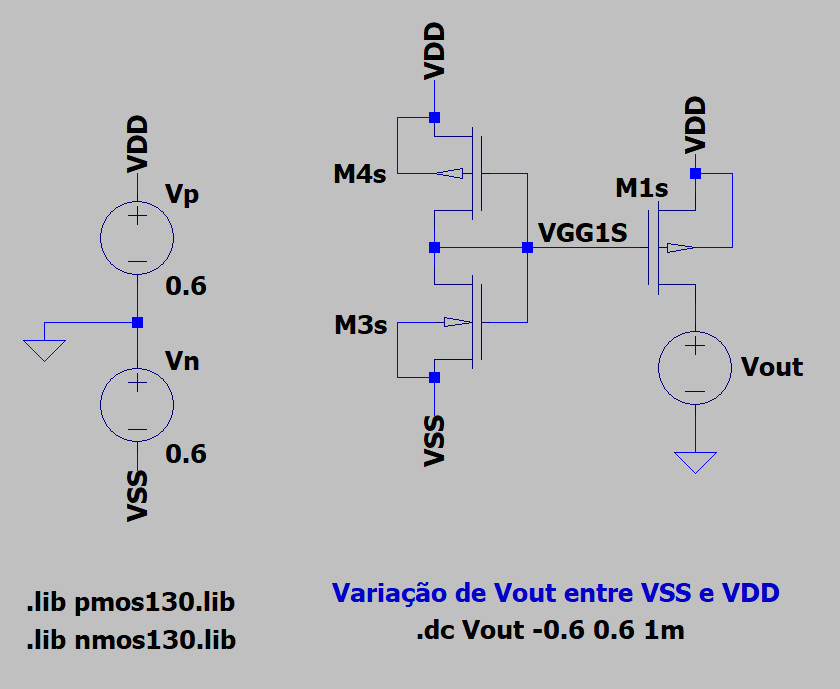 VDD
Vp
0.6
Vn
0.6
VSS
VDD
M4s
VGG1S
M3s
VSS
VDD
M1s
Vout
.lib pmos130.lib
.lib nmos130.lib
Variação de Vout entre VSS e VDD
.dc Vout -0.6 0.6 1m